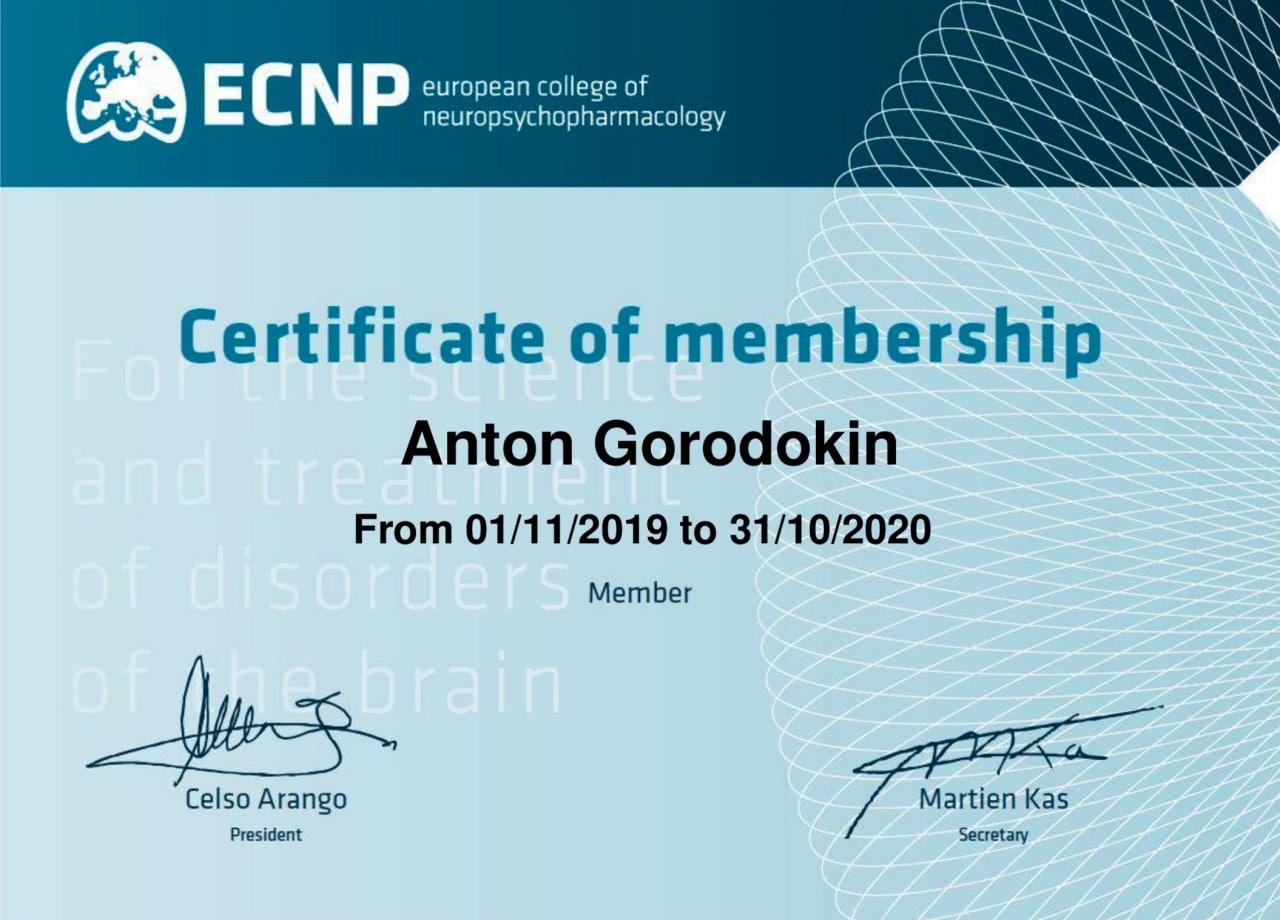 ECNP
european college of
neuropsychopharmacology
Certificate of membership
For the science
and treatment
of disorders
of the brain
Anton Gorodokin
From 01/11/2019 to 31/10/2020
Member
Celso Arango
President
Martien Kas
Secretary